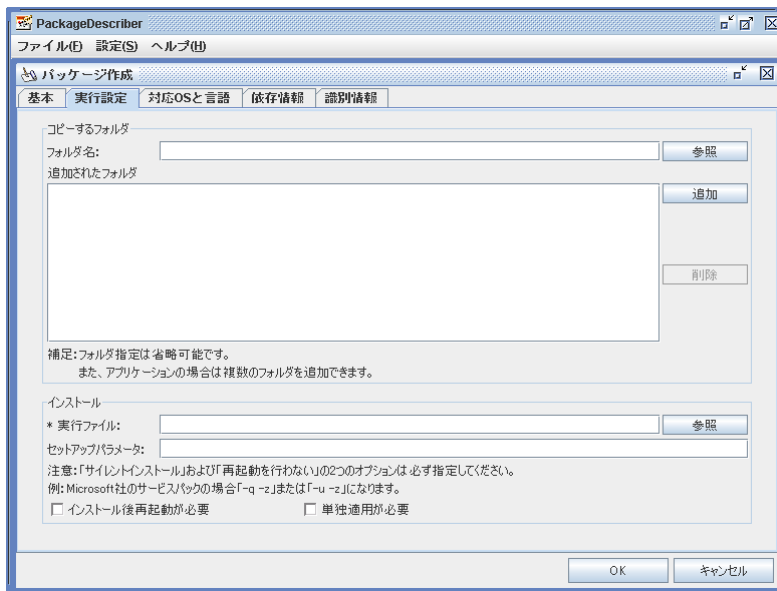 PackageDescriber
ファイル(F) 設定(S) ヘルプ(H)
パッケージ作成
基本 実行設定 対応OSと言語 依存情報 識別情報
コピーするフォルダ
フォルダ名: 参照
追加されたフォルダ
追加
削除
補足:フォルダ指定は省略可能です。
また、アプリケーションの場合は複数のフォルダを追加できます。
インストール
* 実行ファイル: 参照
セットアップパラメータ:
注意:「サイレントインストール」および「再起動を行わない」の2つのオプションは必ず指定してください。
例:Microsoft社のサービスパックの場合「-q -z」または「-u -z」になります。
インストール後再起動が必要 単独適用が必要
OK キャンセル